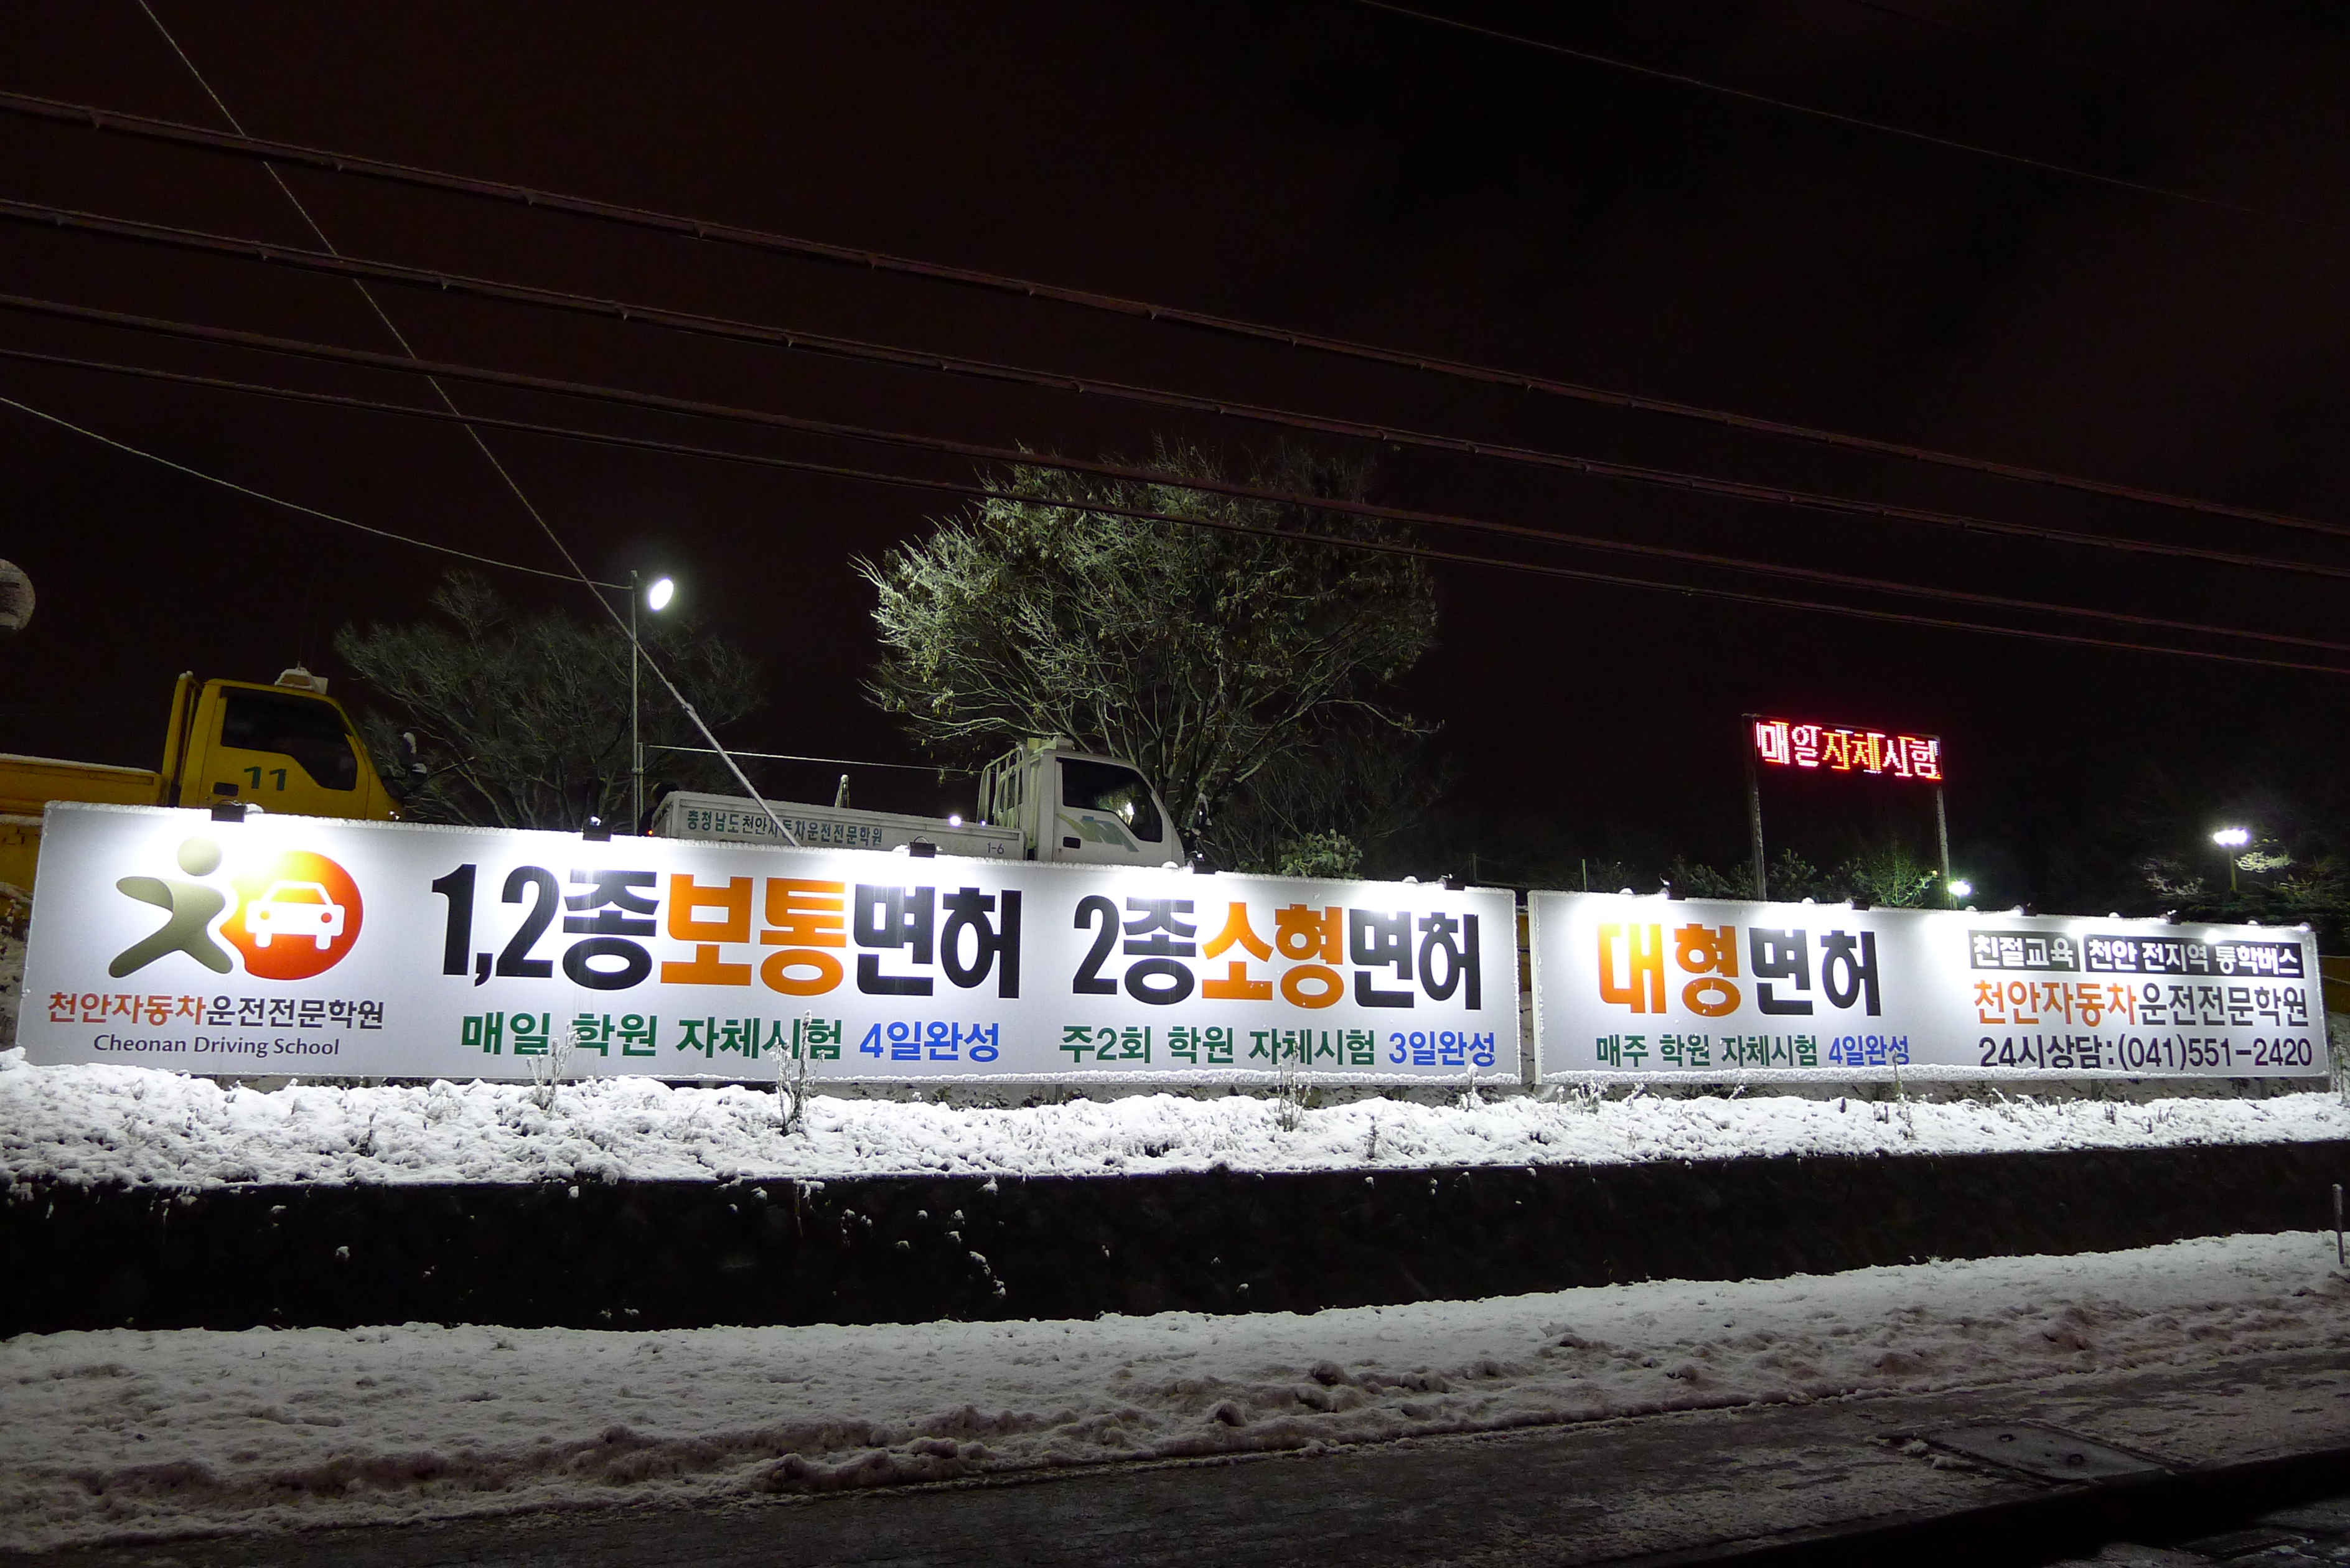 매일자체시험
11
충청남도천안자동차운전전문학원
1-6
천안자동차운전전문학원
Cheonan Driving School
1,2종보통면허
매일 학원 자체시험 4일완성
2종소형면허
주2회 학원 자체시험 3일완성
대형면허
매주 학원 자체시험 4일완성
친절교육 천안 전지역 통학버스
천안자동차운전전문학원
24시상담:(041)551-2420